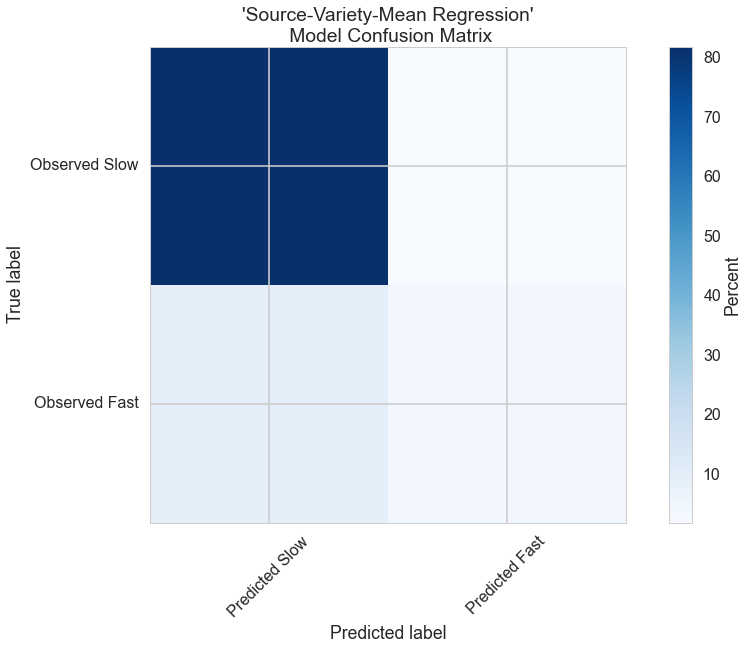 'Source-Variety-Mean Regression'
Model Confusion Matrix
Observed Slow
Observed Fast
True label
Predicted Slow
Predicted Fast
Predicted label
80
70
60
50
40
30
20
10
Percent